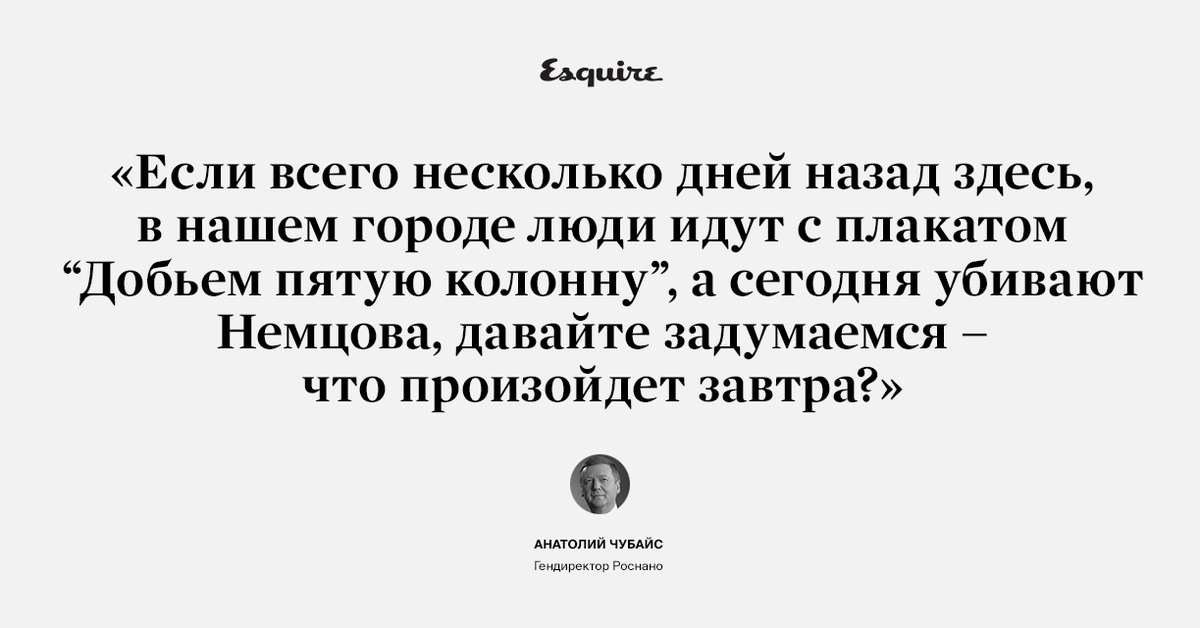 Esquire
«Если всего несколько дней назад здесь,
в нашем городе люди идут с плакатом
“Добьем пятую колонну”, а сегодня убивают
Немцова, давайте задумаемся –
что произойдет завтра?»
АНАТОЛИЙ ЧУБАЙС
Гендиректор Роснано